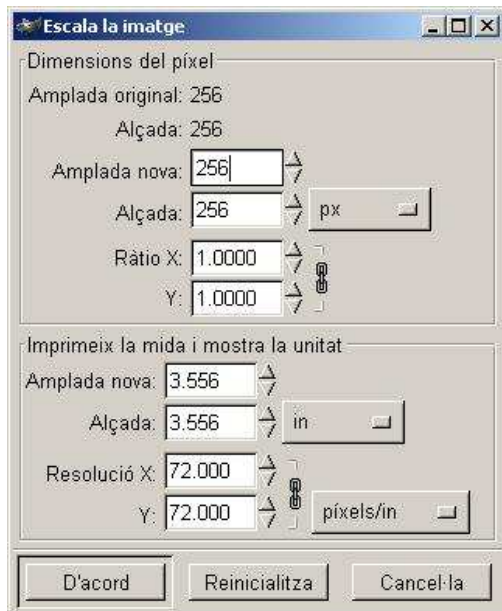 Escala la imatge
Dimensions del píxel
Amplada original: 256
Alçada: 256
Amplada nova: 256
Alçada: 256 px
Ràtio X: 1.0000
Y: 1.0000
Imprimeix la mida i mostra la unitat
Amplada nova: 3.556
Alçada: 3.556 in
Resolució X: 72.000
Y: 72.000 píxels/in
D'acord Reinicialitza Cancel·la